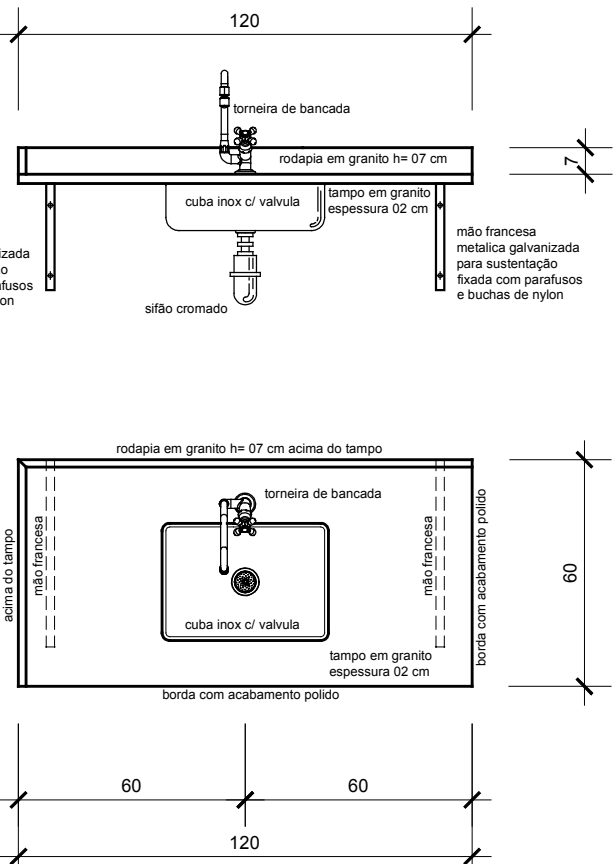 120
torneira de bancada
rodapia em granito h= 07 cm
7
cuba inox c/ valvula
tampo em granito
espessura 02 cm
mão francesa
metalica galvanizada
para sustentação
fixada com parafusos
e buchas de nylon
sifão cromado
rodapia em granito h= 07 cm acima do tampo
torneira de bancada
acima do tampo
mão francesa
mão francesa
borda com acabamento polido
60
cuba inox c/ valvula
tampo em granito
espessura 02 cm
borda com acabamento polido
60
60
120